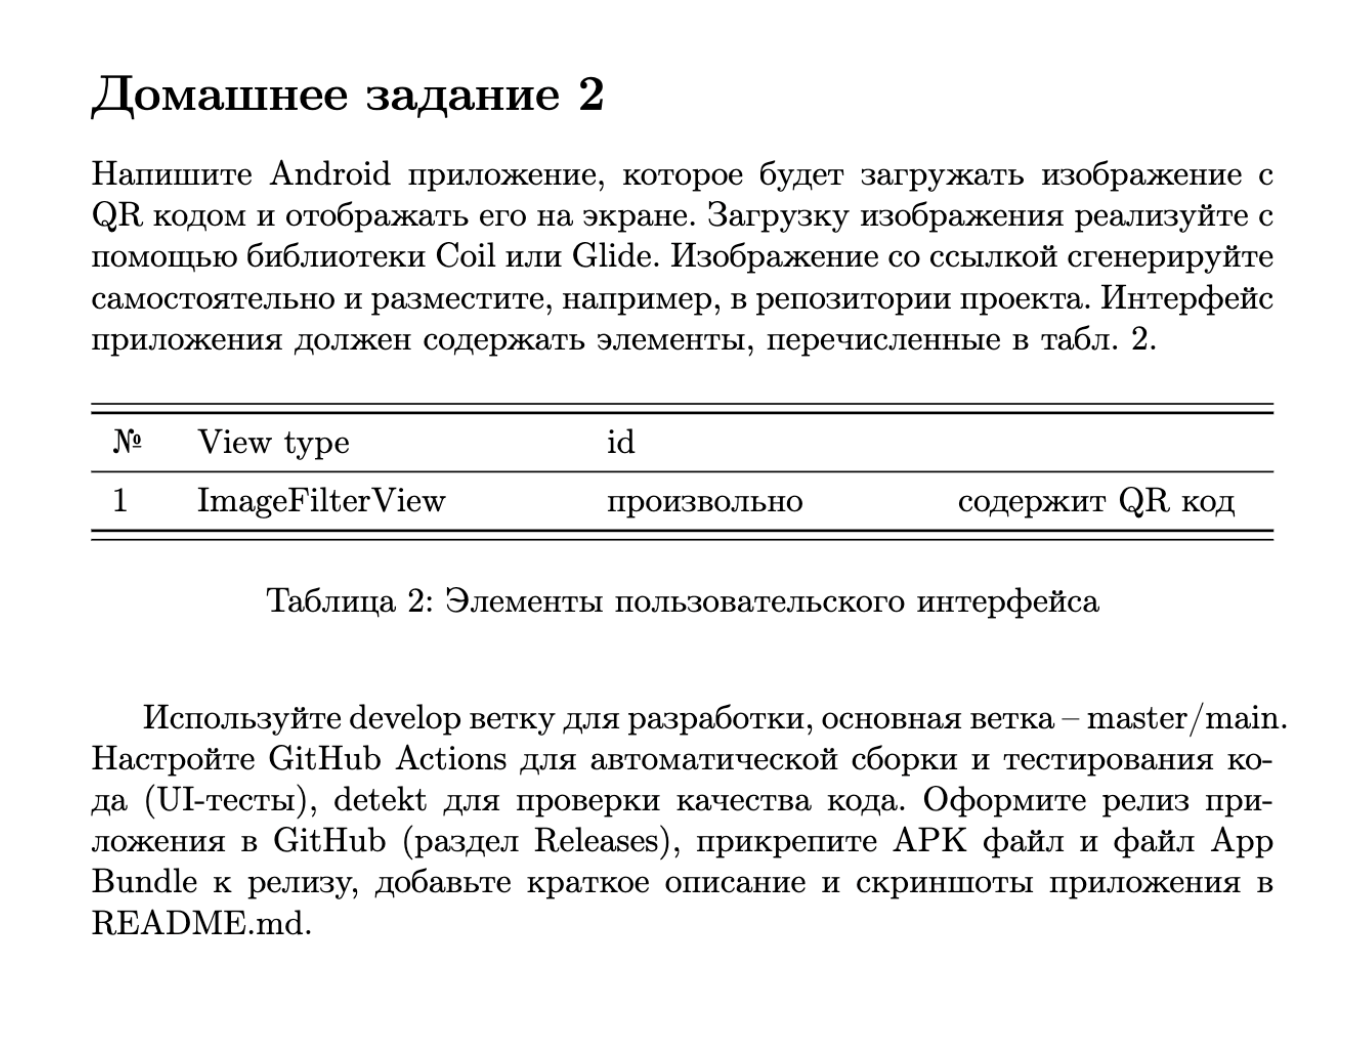 Домашнее задание 2
Напишите Android приложение, которое будет загружать изображение с
QR кодом и отображать его на экране. Загрузку изображения реализуйте с
помощью библиотеки Coil или Glide. Изображение со ссылкой сгенерируйте
самостоятельно и разместите, например, в репозитории проекта. Интерфейс
приложения должен содержать элементы, перечисленные в табл. 2.
№ View type id
1 ImageFilterView произвольно содержит QR код
Таблица 2: Элементы пользовательского интерфейса
Используйте develop ветку для разработки, основная ветка – master/main.
Настройте GitHub Actions для автоматической сборки и тестирования ко-
да (UI-тесты), detekt для проверки качества кода. Оформите релиз при-
ложения в GitHub (раздел Releases), прикрепите APK файл и файл App
Bundle к релизу, добавьте краткое описание и скриншоты приложения в
README.md.